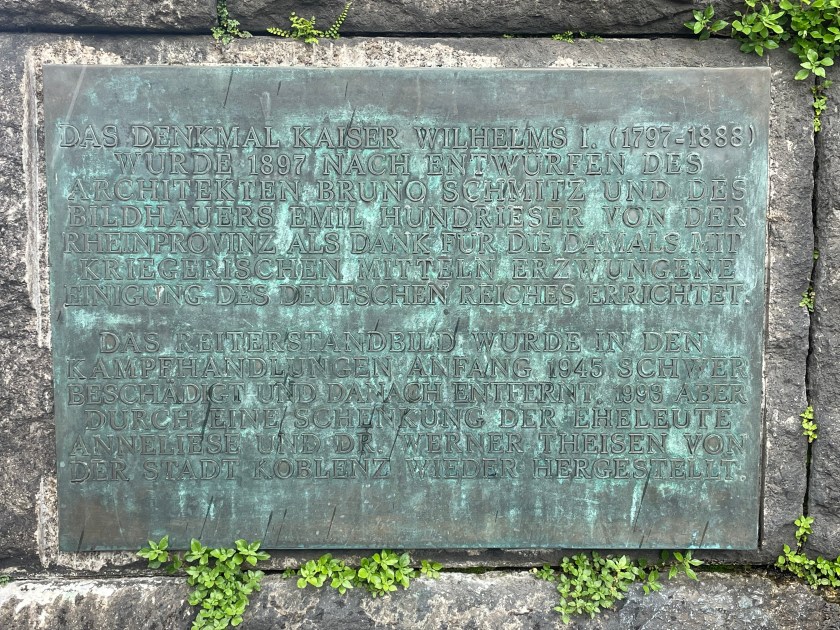 DAS DENKMAL KAISER WILHELMS I. (1797-1888)
WURDE 1897 NACH ENTWÜRFEN DES
ARCHITEKTEN BRUNO SCHMITZ UND DES
BILDHAUERS EMIL HUNDRIESER VON DER
RHEINPROVINZ ALS DANK FÜR DIE DAMALS MIT
KRIEGERISCHEN MITTELN ERZWUNGENE
EINIGUNG DES DEUTSCHEN REICHES ERRICHTET.
DAS REITERSTANDBILD WURDE IN DEN
KAMPFHANDLUNGEN ANFANG 1945 SCHWER
BESCHÄDIGT UND DANACH ENTFERNT, 1993 ABER
DURCH EINE SCHENKUNG DER EHELEUTE
ANNELIESE UND DR. WERNER THEISEN VON
DER STADT KOBLENZ WIEDER HERGESTELLT.